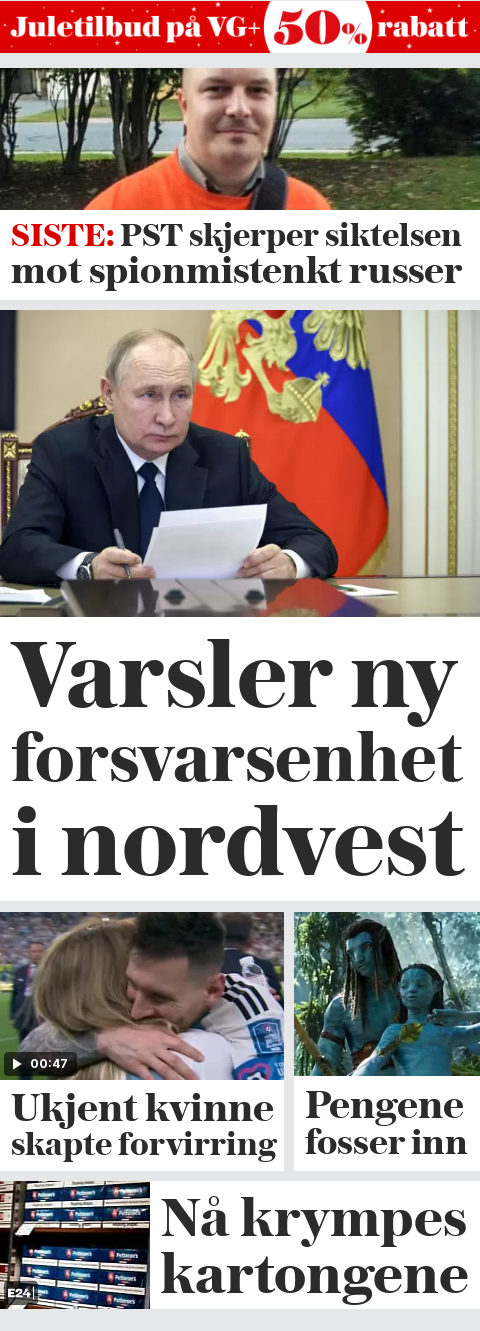 Juletilbud på VG+ 50% rabatt
SISTE: PST skjerper siktelsen
mot spionmistenkt russer
Varsler ny
forsvarsenhet
i nordvest
00:47
Ukjent kvinne
skapte forvirring
Pengene
fosser inn
E24
Nå krympes
kartongene